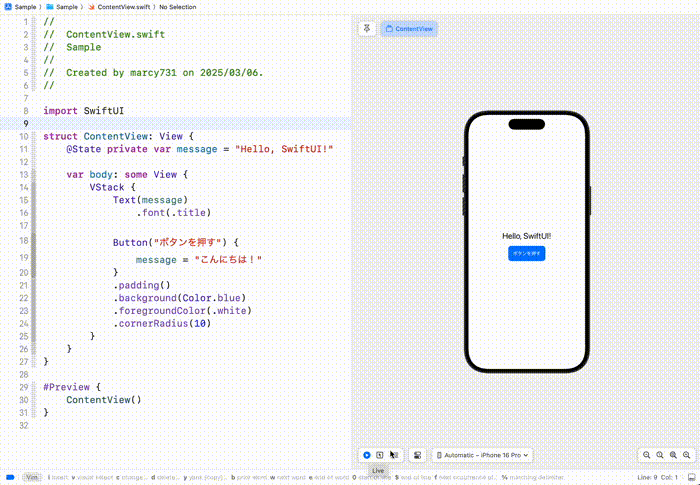 Sample 〉 Sample 〉 ContentView.swift 〉 No Selection
1 //
2 // ContentView.swift
3 // Sample
4 //
5 // Created by marcy731 on 2025/03/06.
6 //
7
8 import SwiftUI
9
10 struct ContentView: View {
11 @State private var message = "Hello, SwiftUI!"
12
13 var body: some View {
14 VStack {
15 Text(message)
16 .font(.title)
17
18 Button("ボタンを押す") {
19 message = "こんにちは！"
20 }
21 .padding()
22 .background(Color.blue)
23 .foregroundColor(.white)
24 .cornerRadius(10)
25 }
26 }
27 }
28
29 #Preview {
30 ContentView()
31 }
32
ContentView
Hello, SwiftUI!
ボタンを押す
Automatic – iPhone 16 Pro
Live
Vim
Line: 9 Char: 1